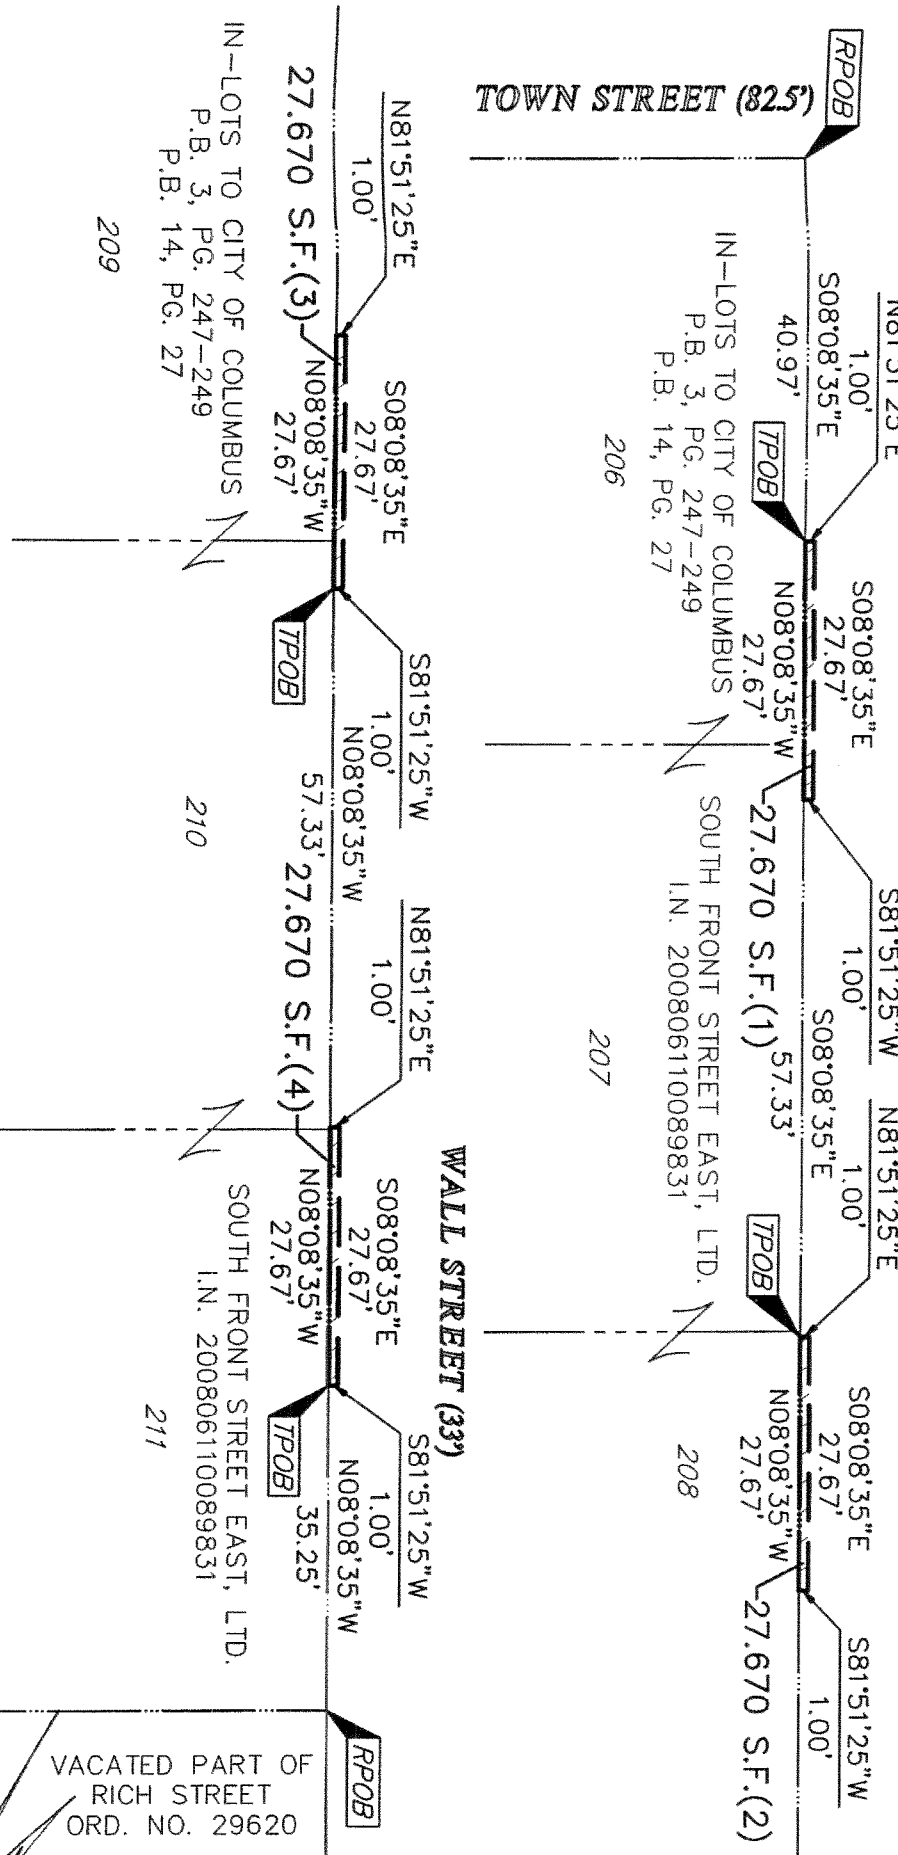 RPOB
TOWN STREET (82.5')
N81°51'25"E
1.00'
S08°08'35"E
40.97'
TPOB
IN-LOTS TO CITY OF COLUMBUS
P.B. 3, PG. 247-249
P.B. 14, PG. 27
206
S08°08'35"E
27.67'
N08°08'35"W
27.67'
27.670 S.F.(1)
S81°51'25"W
1.00'
S08°08'35"E
57.33'
SOUTH FRONT STREET EAST, LTD.
I.N. 200806110089831
207
N81°51'25"E
1.00'
TPOB
S08°08'35"E
27.67'
N08°08'35"W
27.67'
208
S81°51'25"W
1.00'
27.670 S.F.(2)
N81°51'25"E
1.00'
27.670 S.F.(3)
IN-LOTS TO CITY OF COLUMBUS
P.B. 3, PG. 247-249
P.B. 14, PG. 27
209
S08°08'35"E
27.67'
N08°08'35"W
27.67'
TPOB
S81°51'25"W
1.00'
N08°08'35"W
57.33'
210
27.670 S.F.(4)
N81°51'25"E
1.00'
WALL STREET (33')
S08°08'35"E
27.67'
N08°08'35"W
27.67'
SOUTH FRONT STREET EAST, LTD.
I.N. 200806110089831
211
TPOB
S81°51'25"W
1.00'
N08°08'35"W
35.25'
RPOB
VACATED PART OF
RICH STREET
ORD. NO. 29620